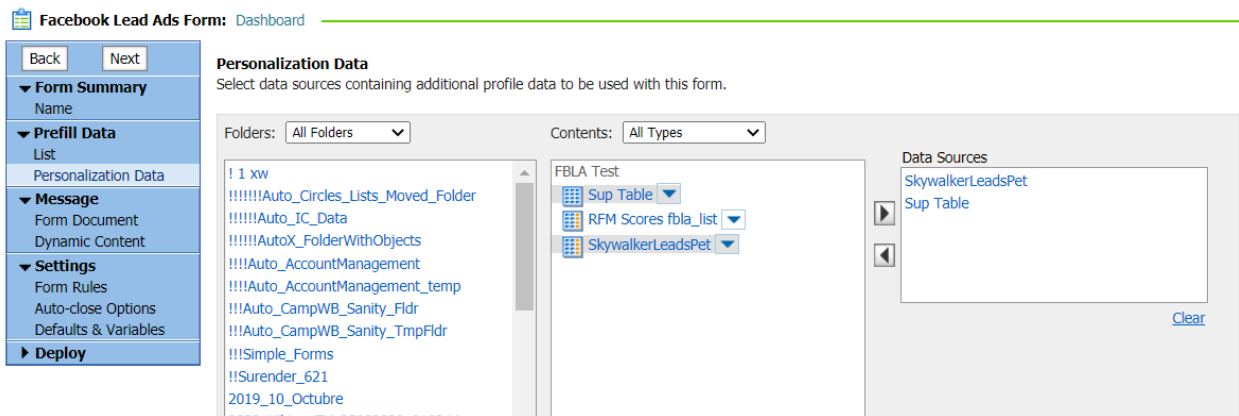 Facebook Lead Ads Form: Dashboard
Back Next
Form Summary
Name
Prefill Data
List
Personalization Data
Message
Form Document
Dynamic Content
Settings
Form Rules
Auto-close Options
Defaults & Variables
Deploy
Personalization Data
Select data sources containing additional profile data to be used with this form.
Folders: All Folders
! 1 xw
!!!!!!!Auto_Circles_Lists_Moved_Folder
!!!!!!Auto_IC_Data
!!!!!!AutoX_FolderWithObjects
!!!!Auto_AccountManagement
!!!!Auto_AccountManagement_temp
!!!Auto_CampWB_Sanity_Fldr
!!!Auto_CampWB_Sanity_TmpFldr
!!!Simple_Forms
!!Surender_621
2019_10_Octubre
Contents: All Types
FBLA Test
Sup Table
RFM Scores fbla_list
SkywalkerLeadsPet
Data Sources
SkywalkerLeadsPet
Sup Table
Clear